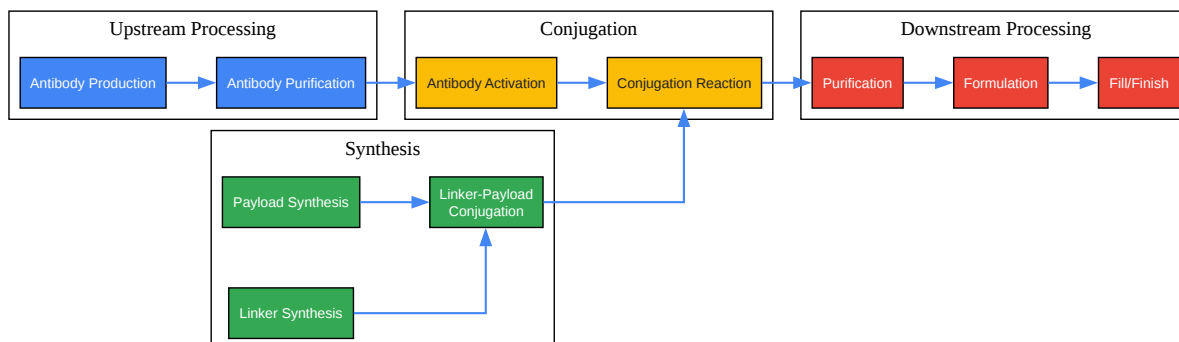 Upstream Processing
Antibody Production
Antibody Purification
Conjugation
Antibody Activation
Conjugation Reaction
Downstream Processing
Purification
Formulation
Fill/Finish
Synthesis
Payload Synthesis
Linker-Payload
Conjugation
Linker Synthesis